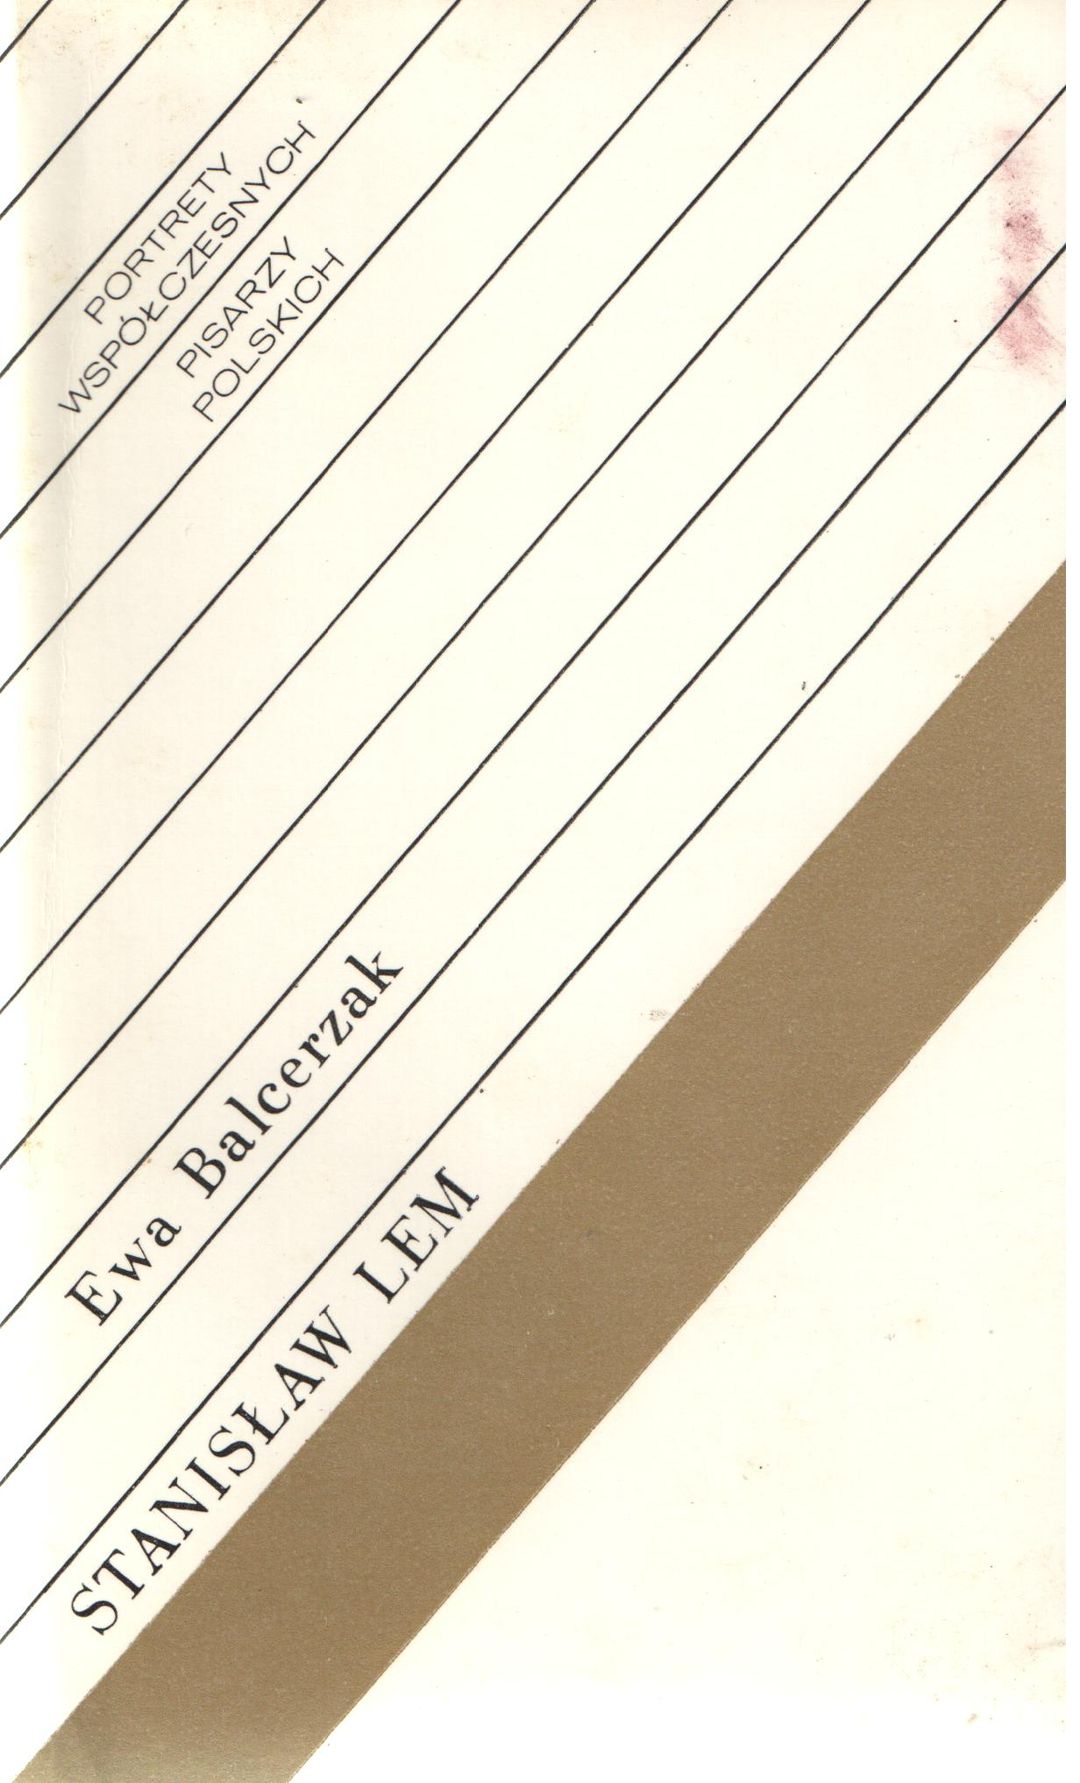 PORTRETY
WSPÓŁCZESNYCH
PISARZY
POLSKICH
Ewa Balcerzak
STANISŁAW LEM